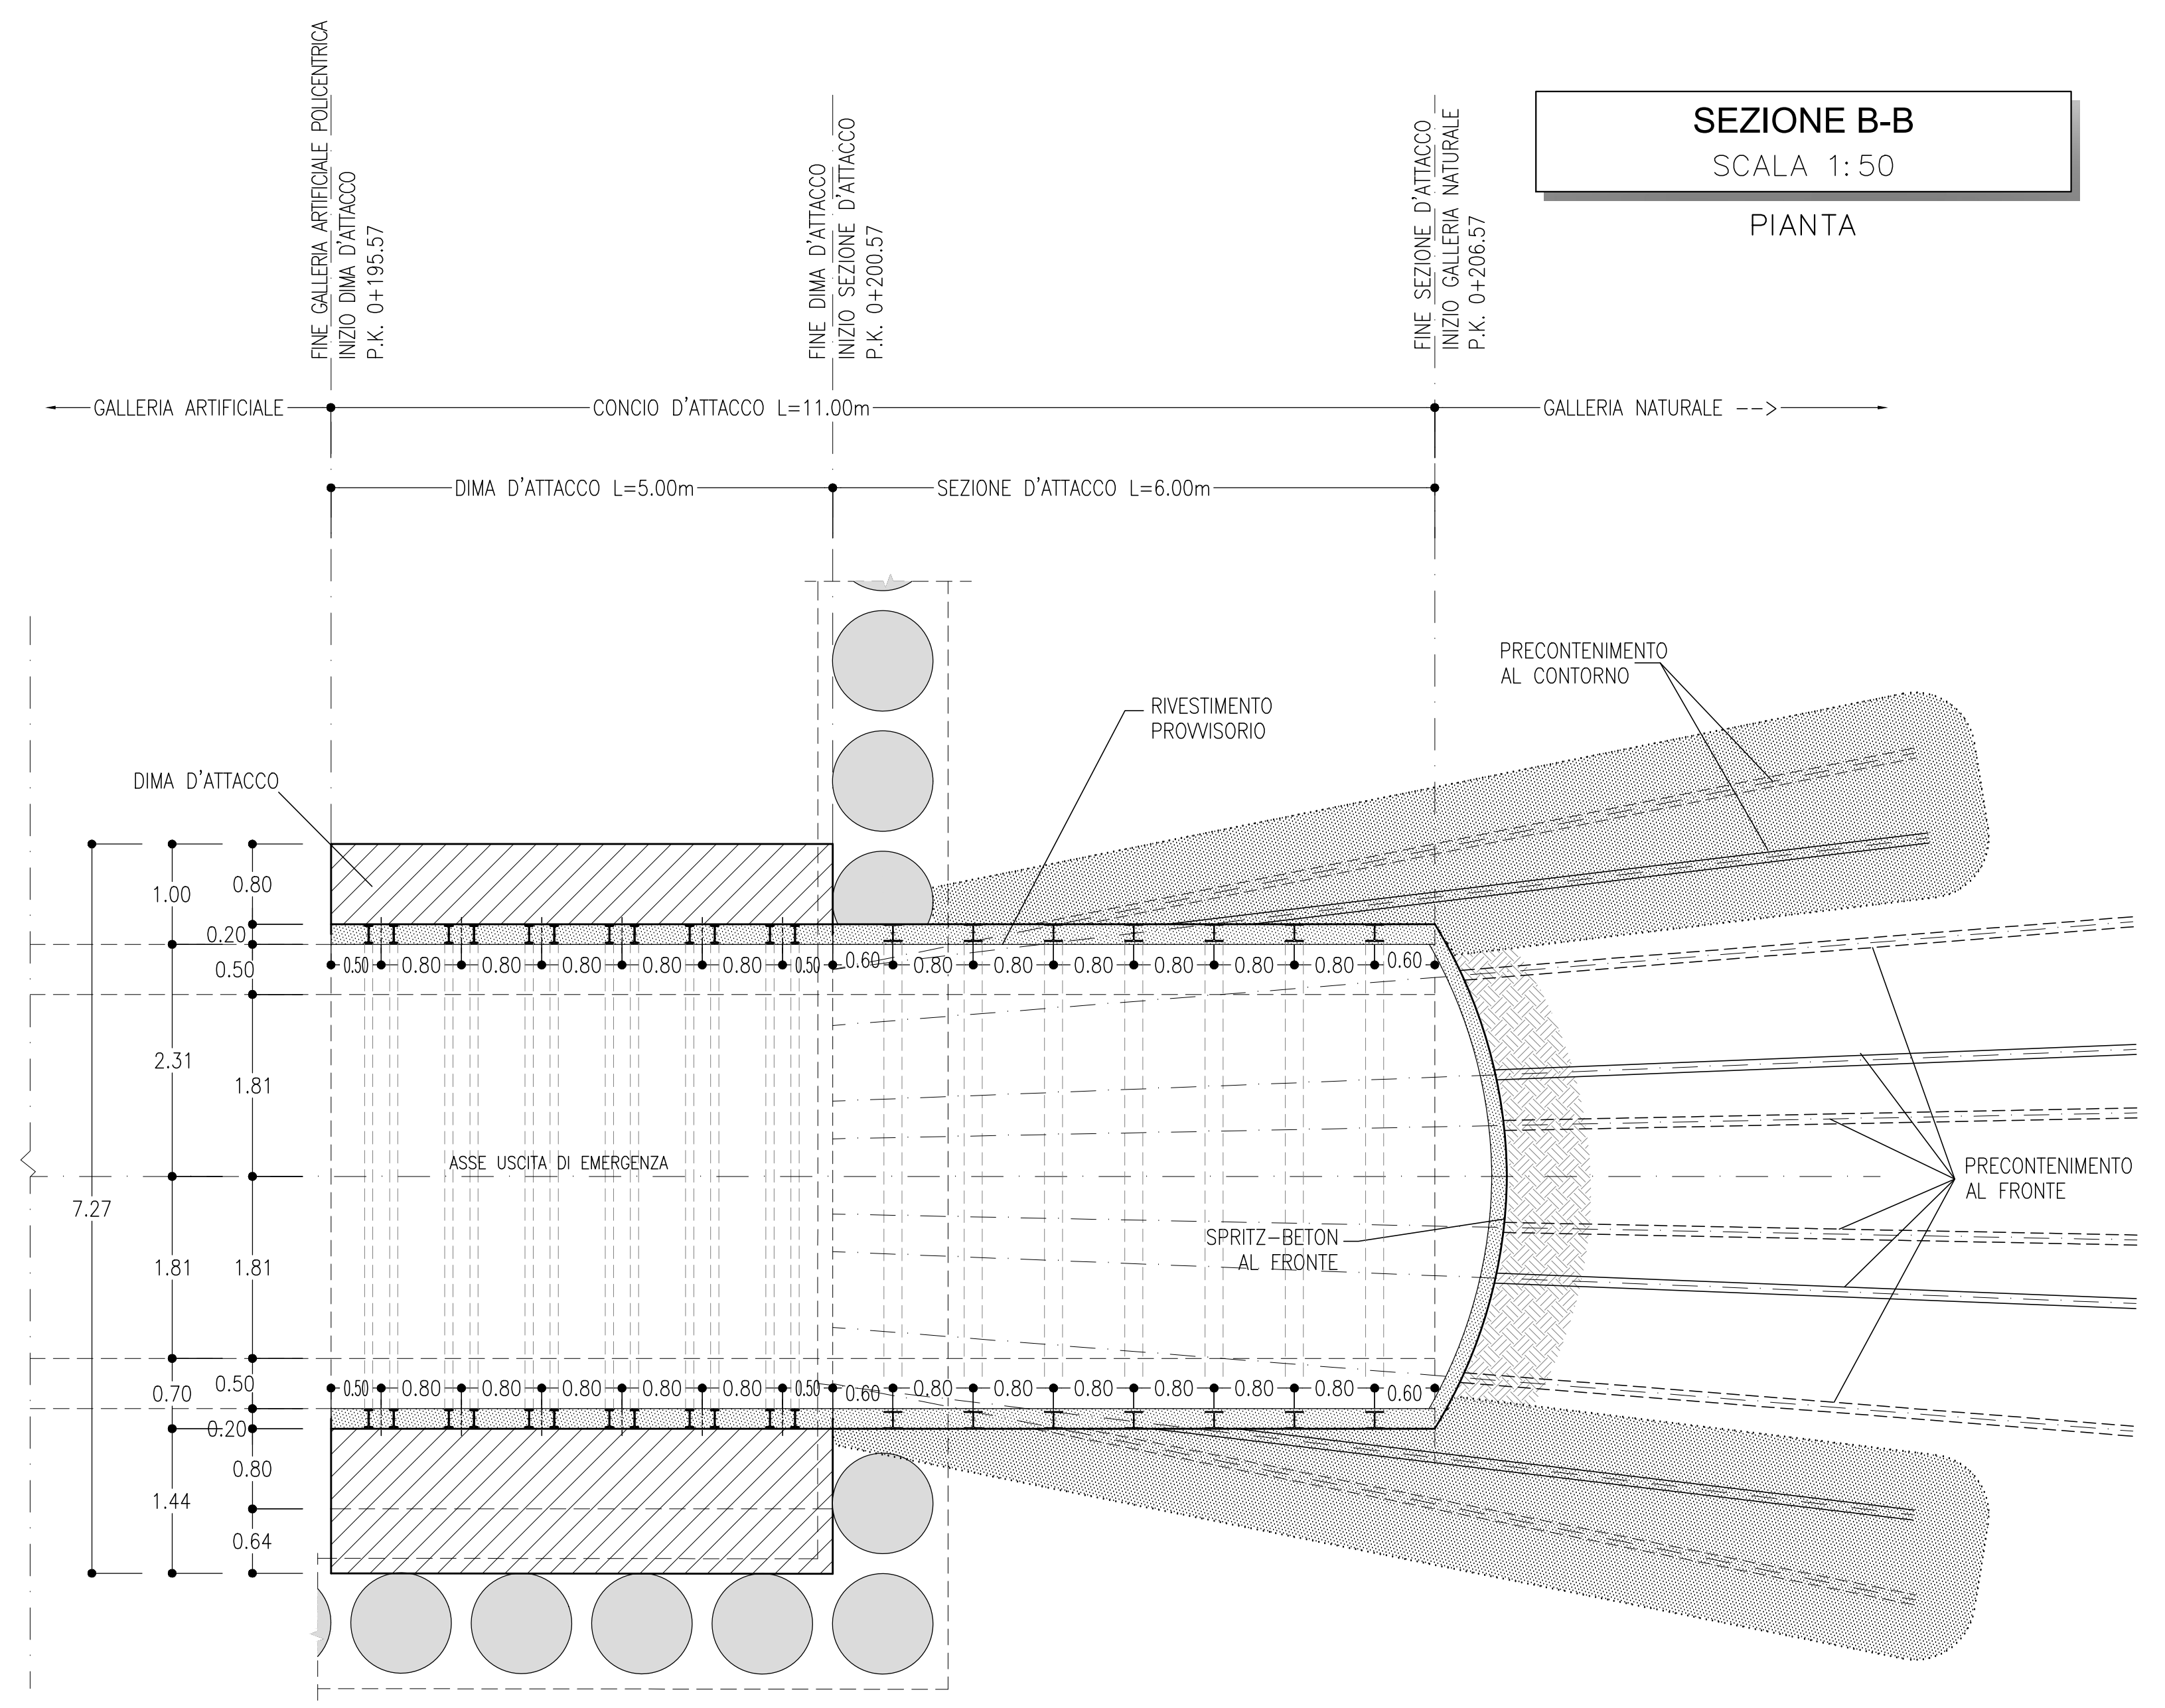 FINE GALLERIA ARTIFICIALE POLICENTRICA
INIZIO DIMA D'ATTACCO
P.K. 0+195.57
FINE DIMA D'ATTACCO
INIZIO SEZIONE D'ATTACCO
P.K. 0+200.57
FINE SEZIONE D'ATTACCO
INIZIO GALLERIA NATURALE
P.K. 0+206.57
SEZIONE B-B
SCALA 1:50
PIANTA
GALLERIA ARTIFICIALE
CONCIO D'ATTACCO L=11.00m
GALLERIA NATURALE -->
DIMA D'ATTACCO L=5.00m
SEZIONE D'ATTACCO L=6.00m
PRECONTENIMENTO
AL CONTORNO
RIVESTIMENTO
PROVVISORIO
DIMA D'ATTACCO
1.00
0.80
0.20
0.50
2.31
1.81
7.27
1.81
1.81
0.70
0.50
0.20
0.80
1.44
0.64
0.50 0.80 0.80 0.80 0.80 0.80 0.50 0.60 0.80 0.80 0.80 0.80 0.80 0.80 0.60
ASSE USCITA DI EMERGENZA
PRECONTENIMENTO
AL FRONTE
SPRITZ-BETON
AL FRONTE
0.50 0.80 0.80 0.80 0.80 0.80 0.50 0.60 0.80 0.80 0.80 0.80 0.80 0.80 0.60